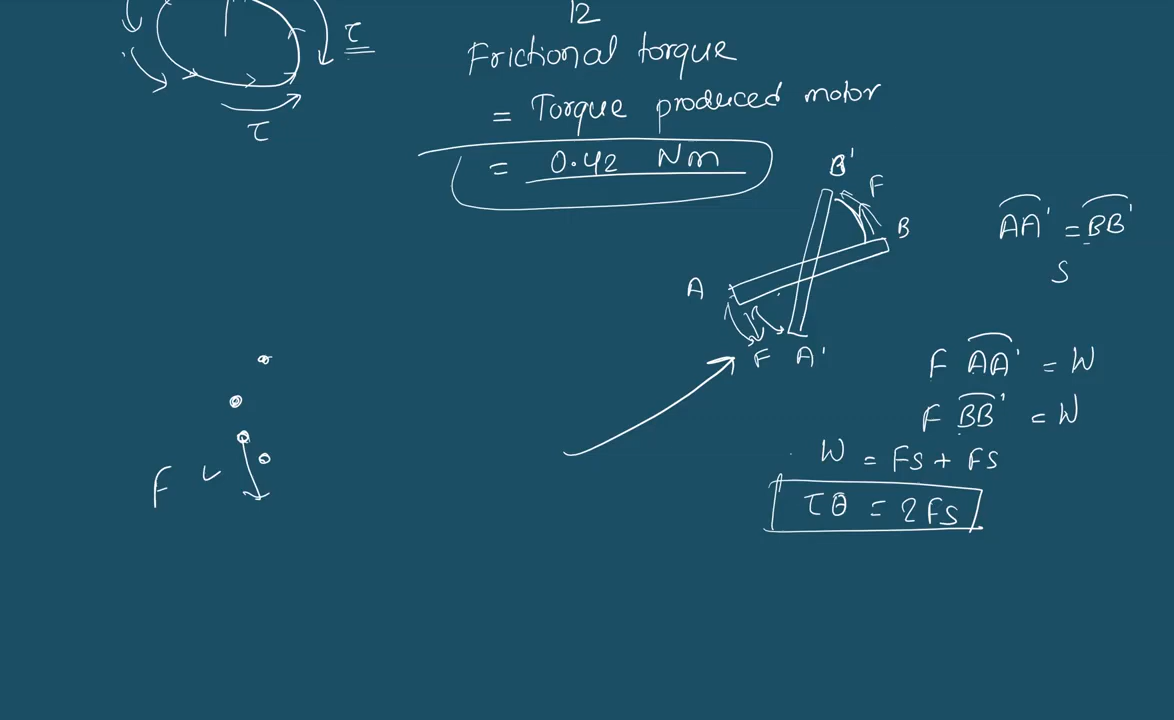 12
τ
Frictional torque
= Torque produced motor
τ
= 0.42 Nm
B'
F
B
A
F A'
AA' = BB'
S
F AA' = W
F BB' = W
W = FS + FS
τθ = 2FS
F